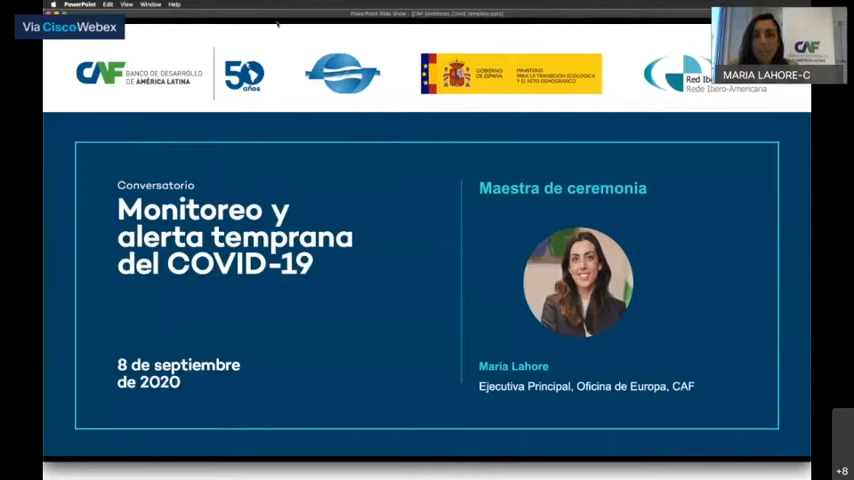 PowerPoint File Edit View Window Help
Via CiscoWebex
CAF BANCO DE DESARROLLO
DE AMÉRICA LATINA
50
años
GOBIERNO
DE ESPAÑA
MINISTERIO
PARA LA TRANSICIÓN ECOLÓGICA
Y EL RETO DEMOGRÁFICO
Rede Ibero-Americana
CAF
MARIA LAHORE-C
Conversatorio
Monitoreo y
alerta temprana
del COVID-19
8 de septiembre
de 2020
Maestra de ceremonia
María Lahore
Ejecutiva Principal, Oficina de Europa, CAF
+8